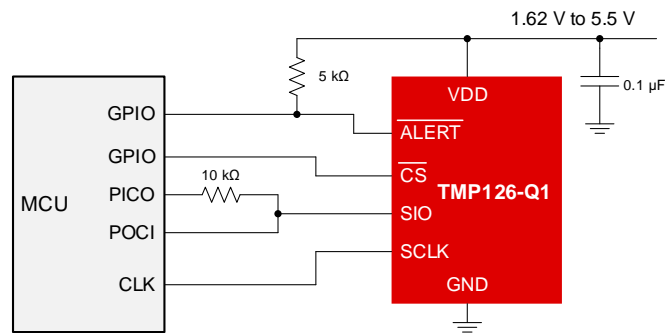 1.62 V to 5.5 V
5 kΩ
0.1 µF
VDD
GPIO
ALERT
GPIO
CS
10 kΩ
PICO
MCU
TMP126-Q1
SIO
POCI
SCLK
CLK
GND